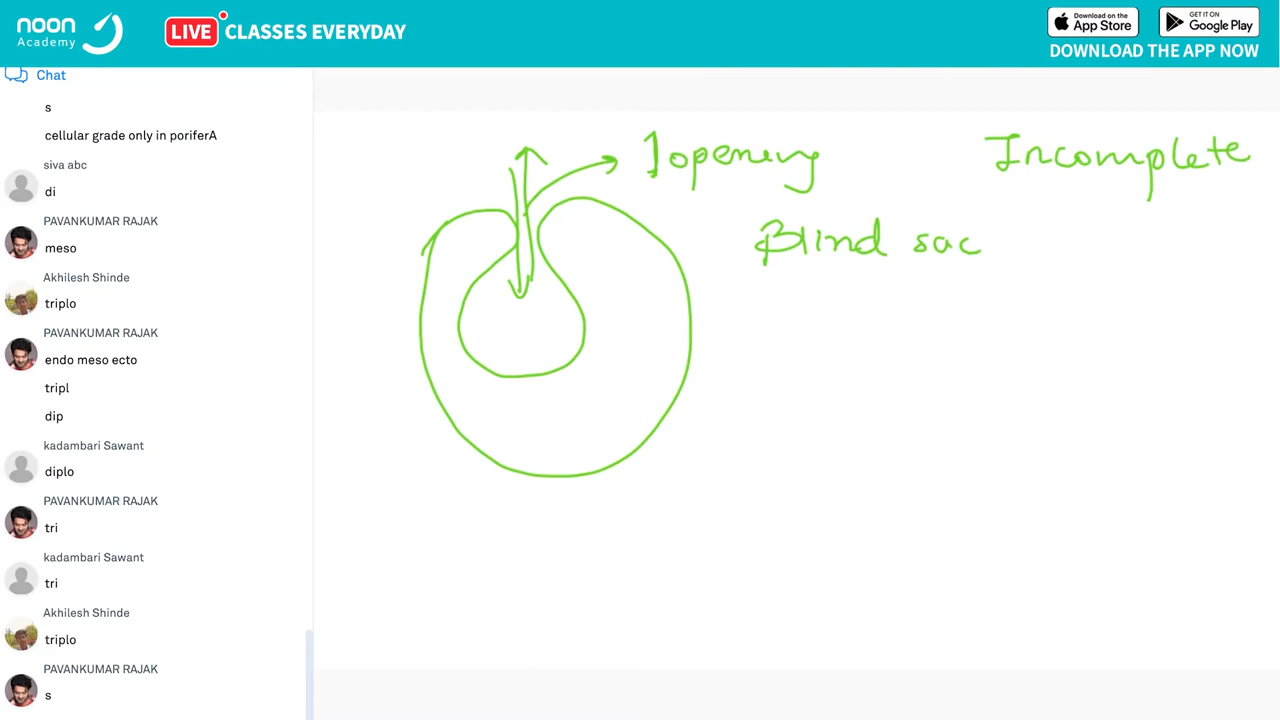 noon
Academy
LIVE CLASSES EVERYDAY
Download on the
App Store
GET IT ON
Google Play
DOWNLOAD THE APP NOW
Chat
s
cellular grade only in poriferA
siva abc
di
PAVANKUMAR RAJAK
meso
Akhilesh Shinde
triplo
PAVANKUMAR RAJAK
endo meso ecto
tripl
dip
kadambari Sawant
diplo
PAVANKUMAR RAJAK
tri
kadambari Sawant
tri
Akhilesh Shinde
triplo
PAVANKUMAR RAJAK
s
1 opening
Incomplete
Blind sac